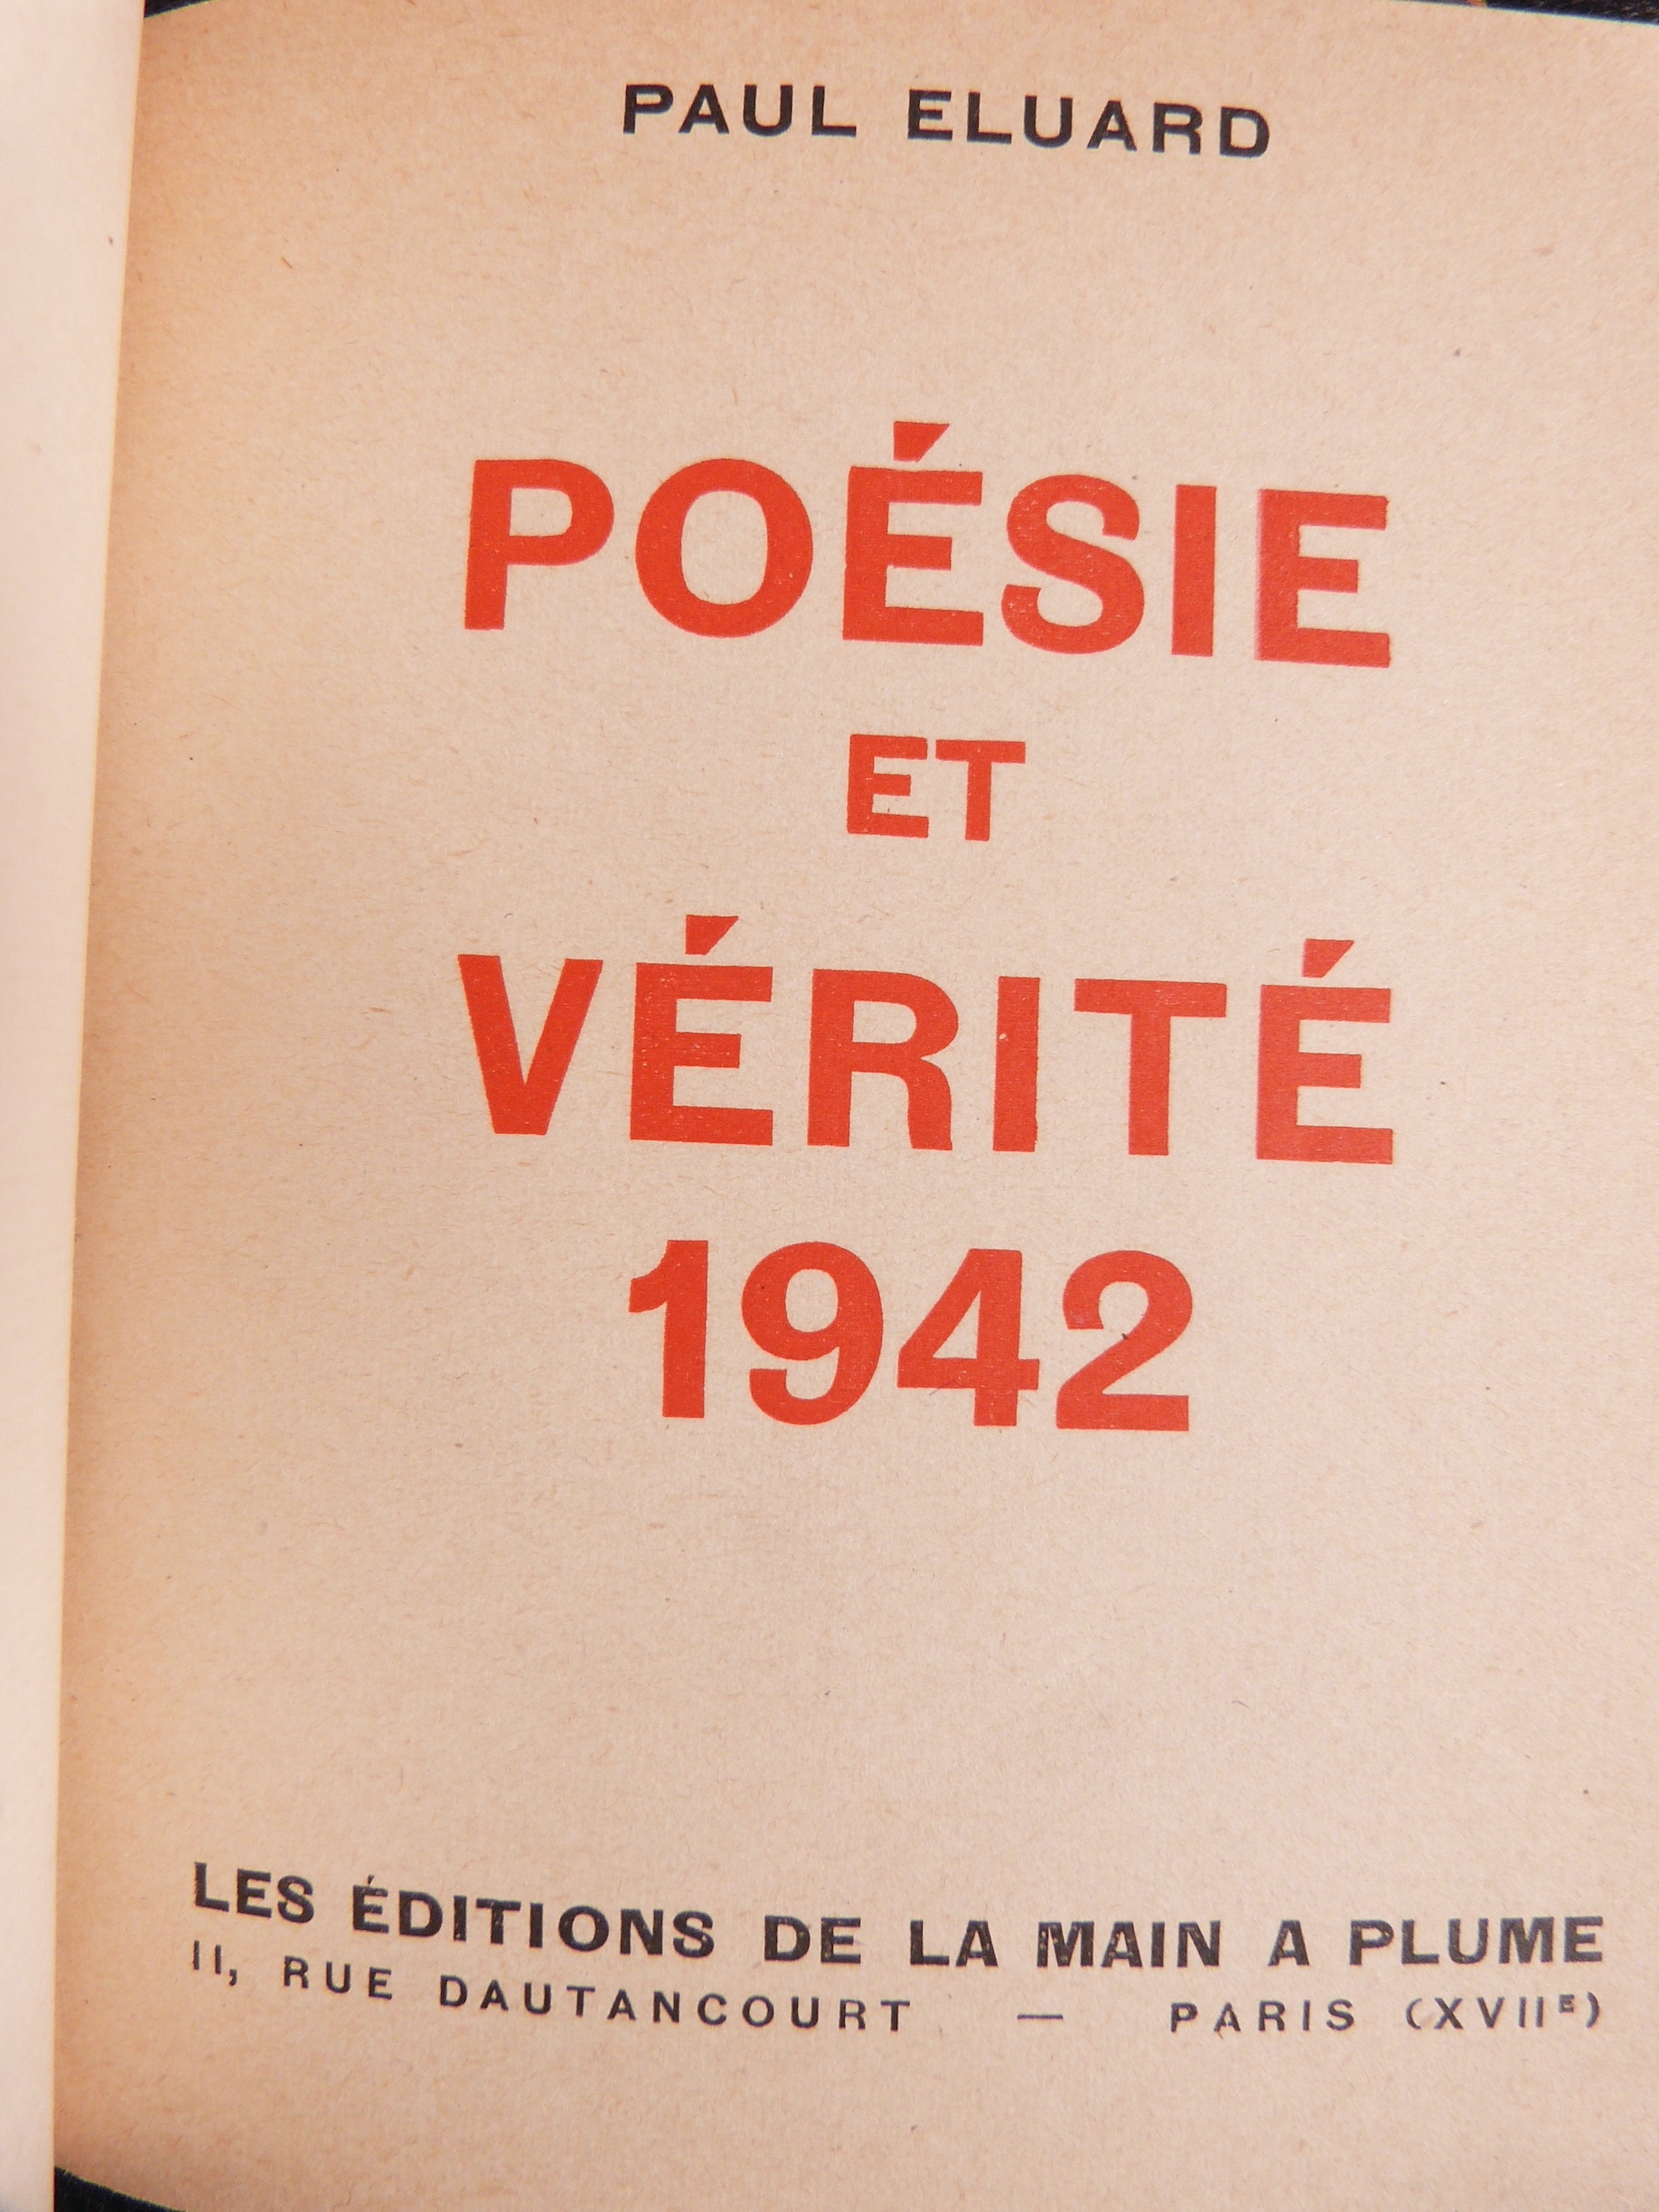 PAUL ELUARD
POÉSIE
ET
VÉRITÉ
1942
LES ÉDITIONS DE LA MAIN A PLUME
11, RUE DAUTANCOURT — PARIS (XVIIE)